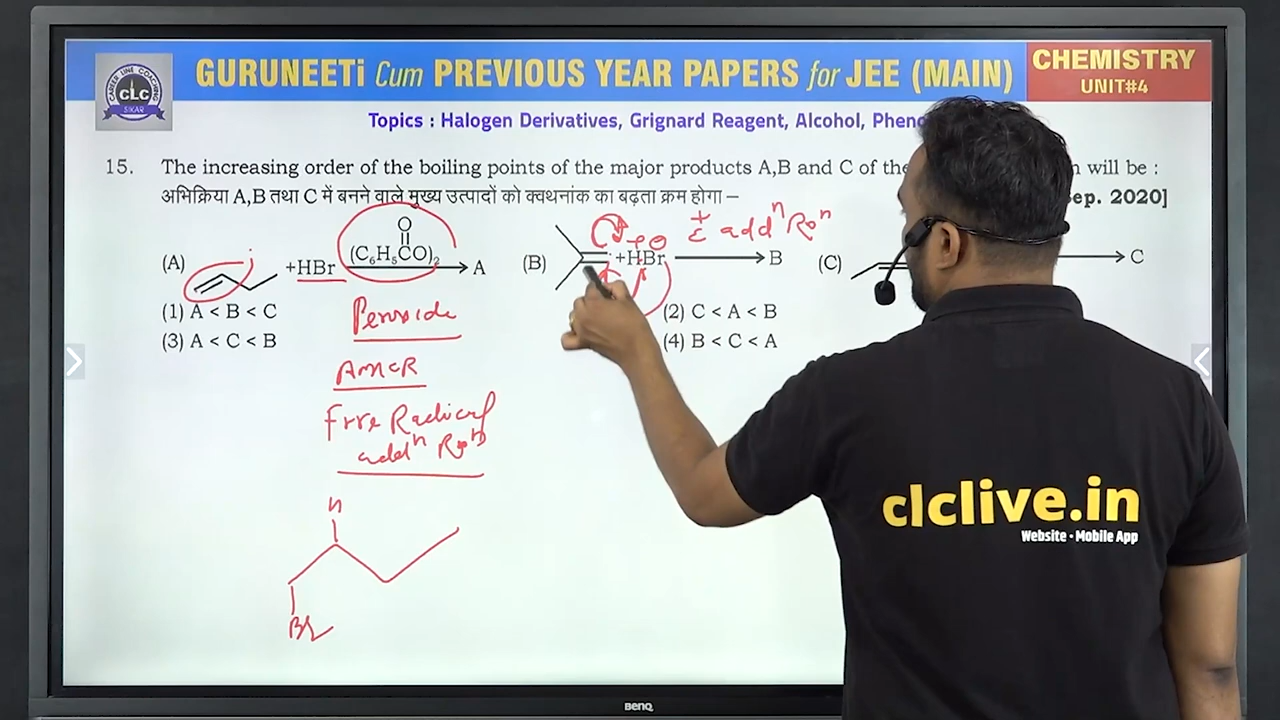 GURUNEETi Cum PREVIOUS YEAR PAPERS for JEE (MAIN)
CHEMISTRY
UNIT#4
CAREER LINE COACHING
CLC
SIKAR
Topics : Halogen Derivatives, Grignard Reagent, Alcohol,
15. The increasing order of the boiling points of the major products A,B and C of the will be :
अभिक्रिया A,B तथा C में बनने वाले मुख्य उत्पादों को क्वथनांक का बढ़ता क्रम होगा – ep. 2020]
(A) +HBr (C₆H₅CO)₂ O A (B) +HBr B (C) C
(1) A < B < C (2) C < A < B
(3) A < C < B (4) B < C < A
Peroxide
AMCR
Free Radical
addⁿ Rxⁿ
H
Br
clclive.in
Website • Mobile App
BenQ